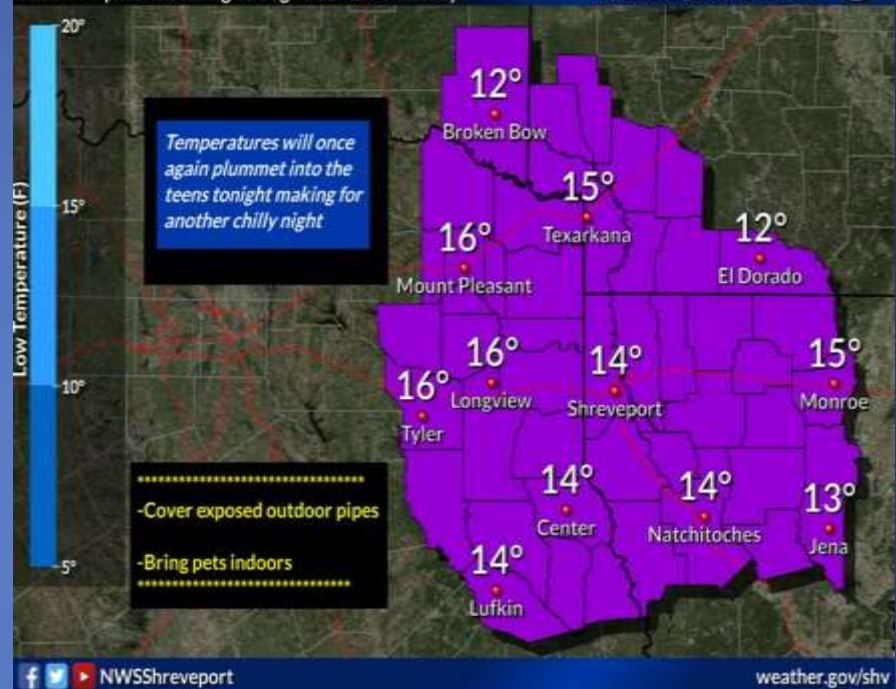 20°
15°
10°
5°
Low Temperature (F)
Temperatures will once
again plummet into the
teens tonight making for
another chilly night
12°
Broken Bow
15°
Texarkana
12°
El Dorado
16°
Mount Pleasant
16°
Longview
14°
Shreveport
15°
Monroe
16°
Tyler
14°
Center
14°
Natchitoches
13°
Jena
14°
Lufkin
**********************************
-Cover exposed outdoor pipes
-Bring pets indoors
********************************
NWSShreveport
weather.gov/shv